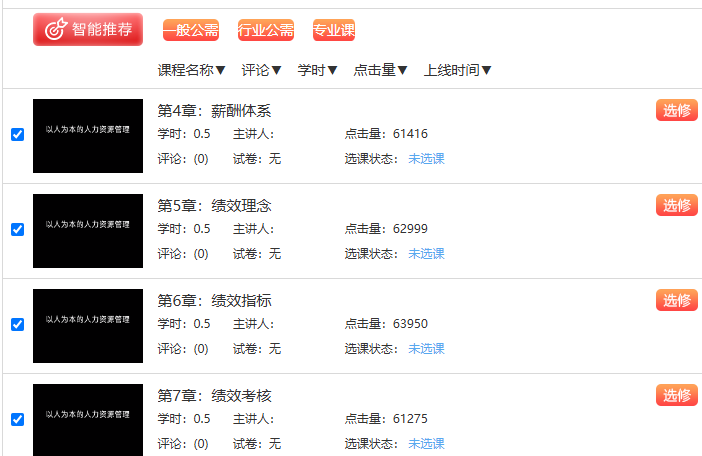 智能推荐 一般公需 行业公需 专业课
课程名称▼ 评论▼ 学时▼ 点击量▼ 上线时间▼
第4章：薪酬体系 选修
以人为本的人力资源管理
学时：0.5 主讲人： 点击量：61416
评论：(0) 试卷：无 选课状态： 未选课
第5章：绩效理念 选修
以人为本的人力资源管理
学时：0.5 主讲人： 点击量：62999
评论：(0) 试卷：无 选课状态： 未选课
第6章：绩效指标 选修
以人为本的人力资源管理
学时：0.5 主讲人： 点击量：63950
评论：(0) 试卷：无 选课状态： 未选课
第7章：绩效考核 选修
以人为本的人力资源管理
学时：0.5 主讲人： 点击量：61275
评论：(0) 试卷：无 选课状态： 未选课